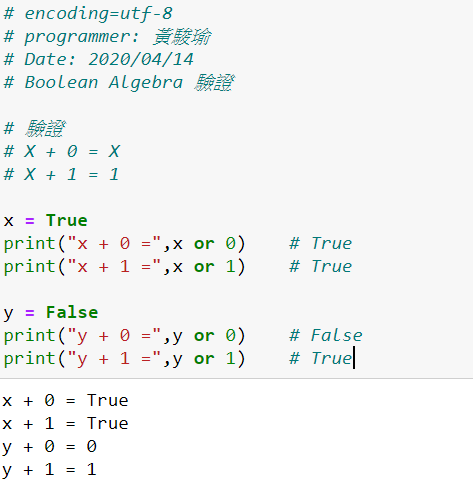 # encoding=utf-8
# programmer: 黃駿瑜
# Date: 2020/04/14
# Boolean Algebra 驗證
# 驗證
# X + 0 = X
# X + 1 = 1
x = True
print("x + 0 =",x or 0)    # True
print("x + 1 =",x or 1)    # True
y = False
print("y + 0 =",y or 0)    # False
print("y + 1 =",y or 1)    # True
x + 0 = True
x + 1 = True
y + 0 = 0
y + 1 = 1